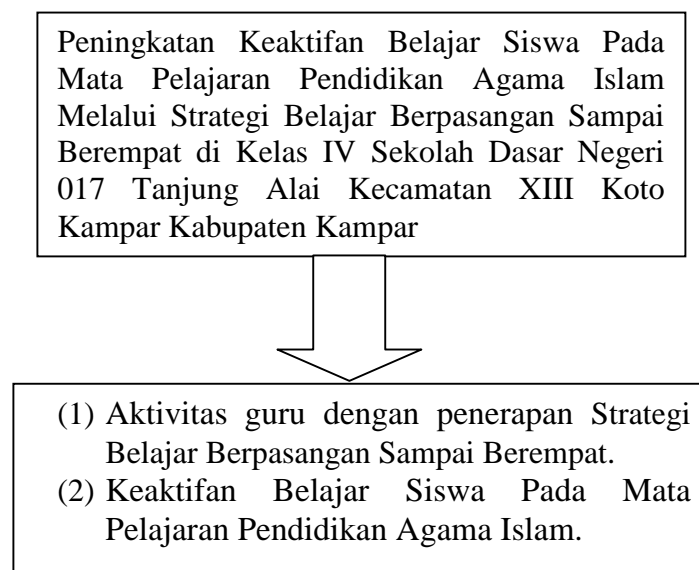 Peningkatan Keaktifan Belajar Siswa Pada
Mata Pelajaran Pendidikan Agama Islam
Melalui Strategi Belajar Berpasangan Sampai
Berempat di Kelas IV Sekolah Dasar Negeri
017 Tanjung Alai Kecamatan XIII Koto
Kampar Kabupaten Kampar
(1) Aktivitas guru dengan penerapan Strategi
Belajar Berpasangan Sampai Berempat.
(2) Keaktifan Belajar Siswa Pada Mata
Pelajaran Pendidikan Agama Islam.